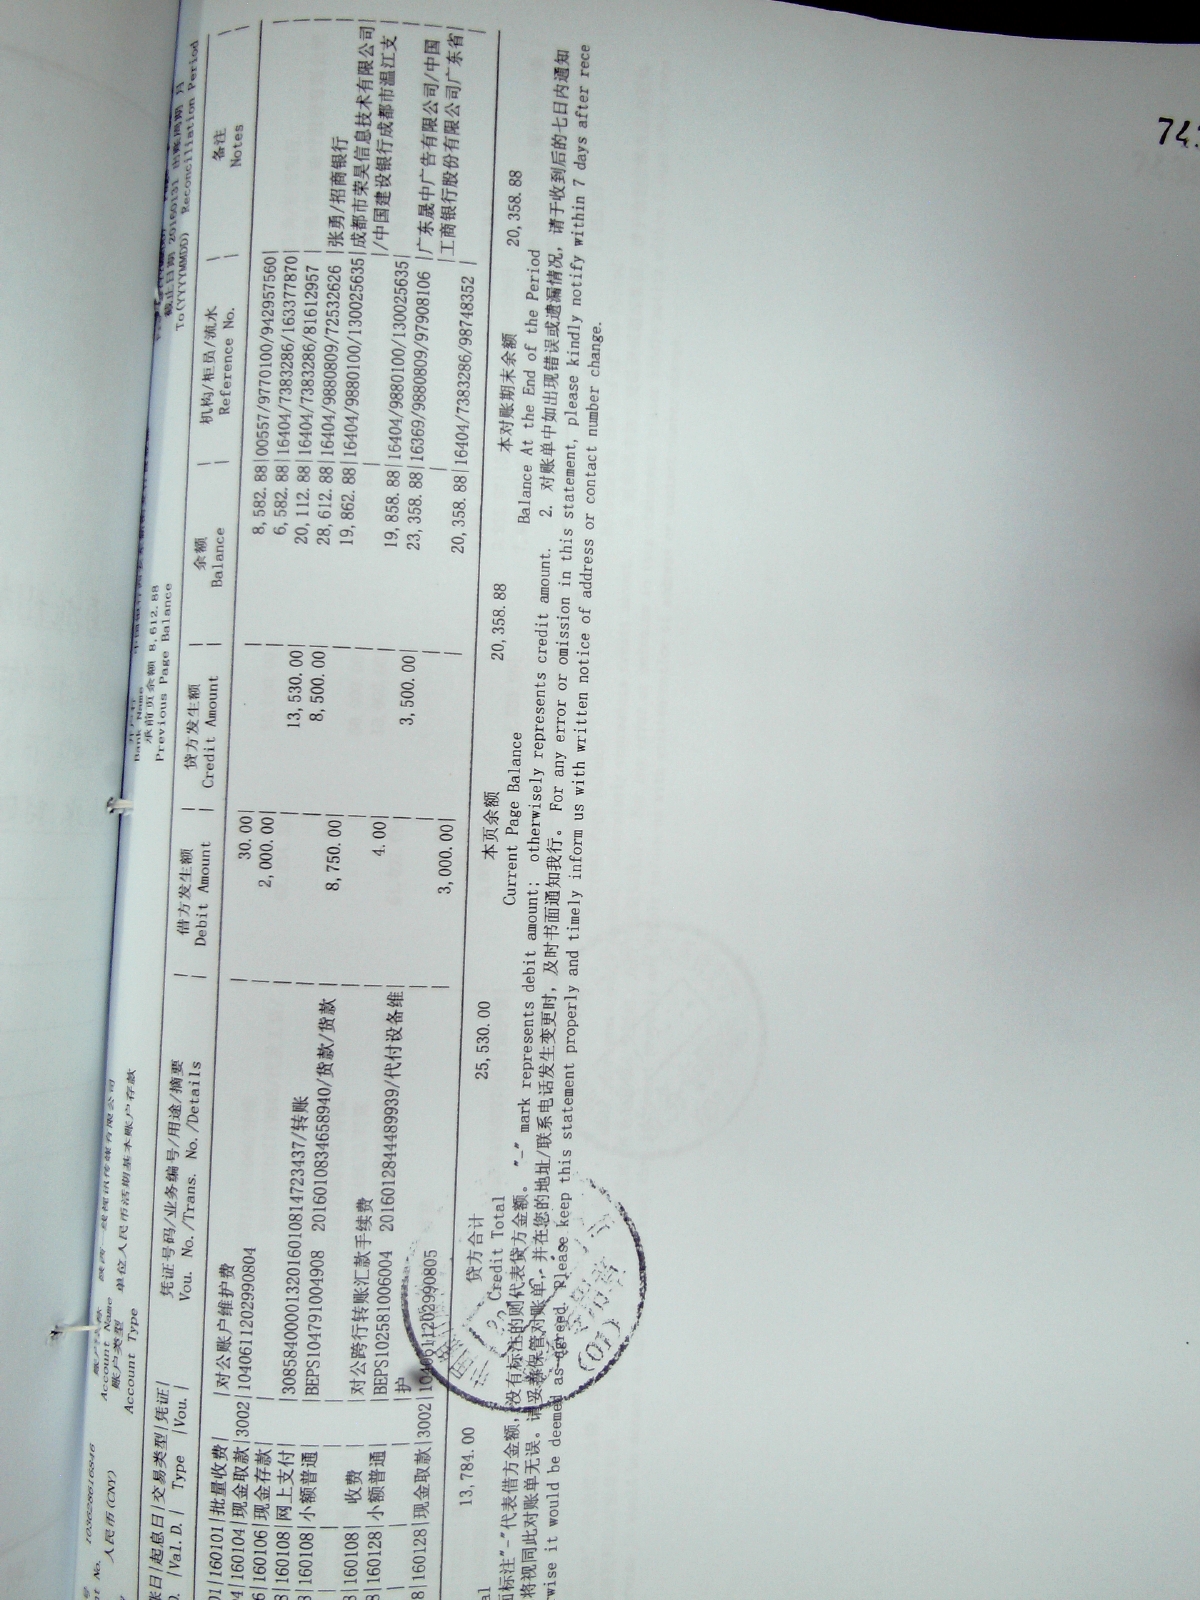 人民币(CNY)
Account Name
账户类型 单位人民币活期基本账户存款
Account Type
承前页余额 8,612.88
Previous Page Balance
截止日期 20160131 出账周期 月
To(YYYYMMDD) Reconciliation Period
账日|起息日|交易类型|凭证| 凭证号码/业务编号/用途/摘要 | 借方发生额 | 贷方发生额 | 余额 | 机构/柜员/流水 | 备注
|Val.D.| Type |Vou.| Vou. No./Trans. No./Details | Debit Amount | Credit Amount | Balance | Reference No. | Notes
01|160101|批量收费| |对公账户维护费 | 30.00| | 8,582.88|00557/9770100/942957560|
4|160104|现金取款|3002|104061120299​0804 | 2,000.00| | 6,582.88|16404/7383286/163377870|
6|160106|现金存款| | | | 13,530.00| 20,112.88|16404/7383286/81612957 |
8|160108|网上支付| |30858400001320160108147​23437/转账 | | 8,500.00| 28,612.88|16404/9880809/72532626 |张勇/招商银行
8|160108|小额普通| |BEPS104791004908 2016010834658940/货款/货款| 8,750.00| | 19,862.88|16404/9880100/130025635|成都市荣昊信息技术有限公司
/中国建设银行成都市温江支
8|160108| 收费 | |对公跨行转账汇款手续费 | 4.00| | 19,858.88|16404/9880100/130025635|
8|160128|小额普通| |BEPS102581006004 2016012844489939/代付设备维| | 3,500.00| 23,358.88|16369/9880809/97908106 |广东晟中广告有限公司/中国
护 工商银行股份有限公司广东省
8|160128|现金取款|3002|104061120299​0805 | 3,000.00| | 20,358.88|16404/7383286/98748352 |
13,784.00 贷方合计 25,530.00 本页余额 20,358.88 本对账期末余额 20,358.88
Credit Total Current Page Balance Balance At the End of the Period
标注"-"代表借方金额,没有标注的则代表贷方金额。 "-" mark represents debit amount; otherwisely represents credit amount. 2. 对账单中如出现错误或遗漏情况,请于收到后的七日内通知
将视同此对账单无误。请妥善保管对账单,并在您的地址/联系电话发生变更时,及时书面通知我行。 For any error or omission in this statement, please kindly notify within 7 days after rece
wise it would be deemed as agreed. Please keep this statement properly and timely inform us with written notice of address or contact number change.